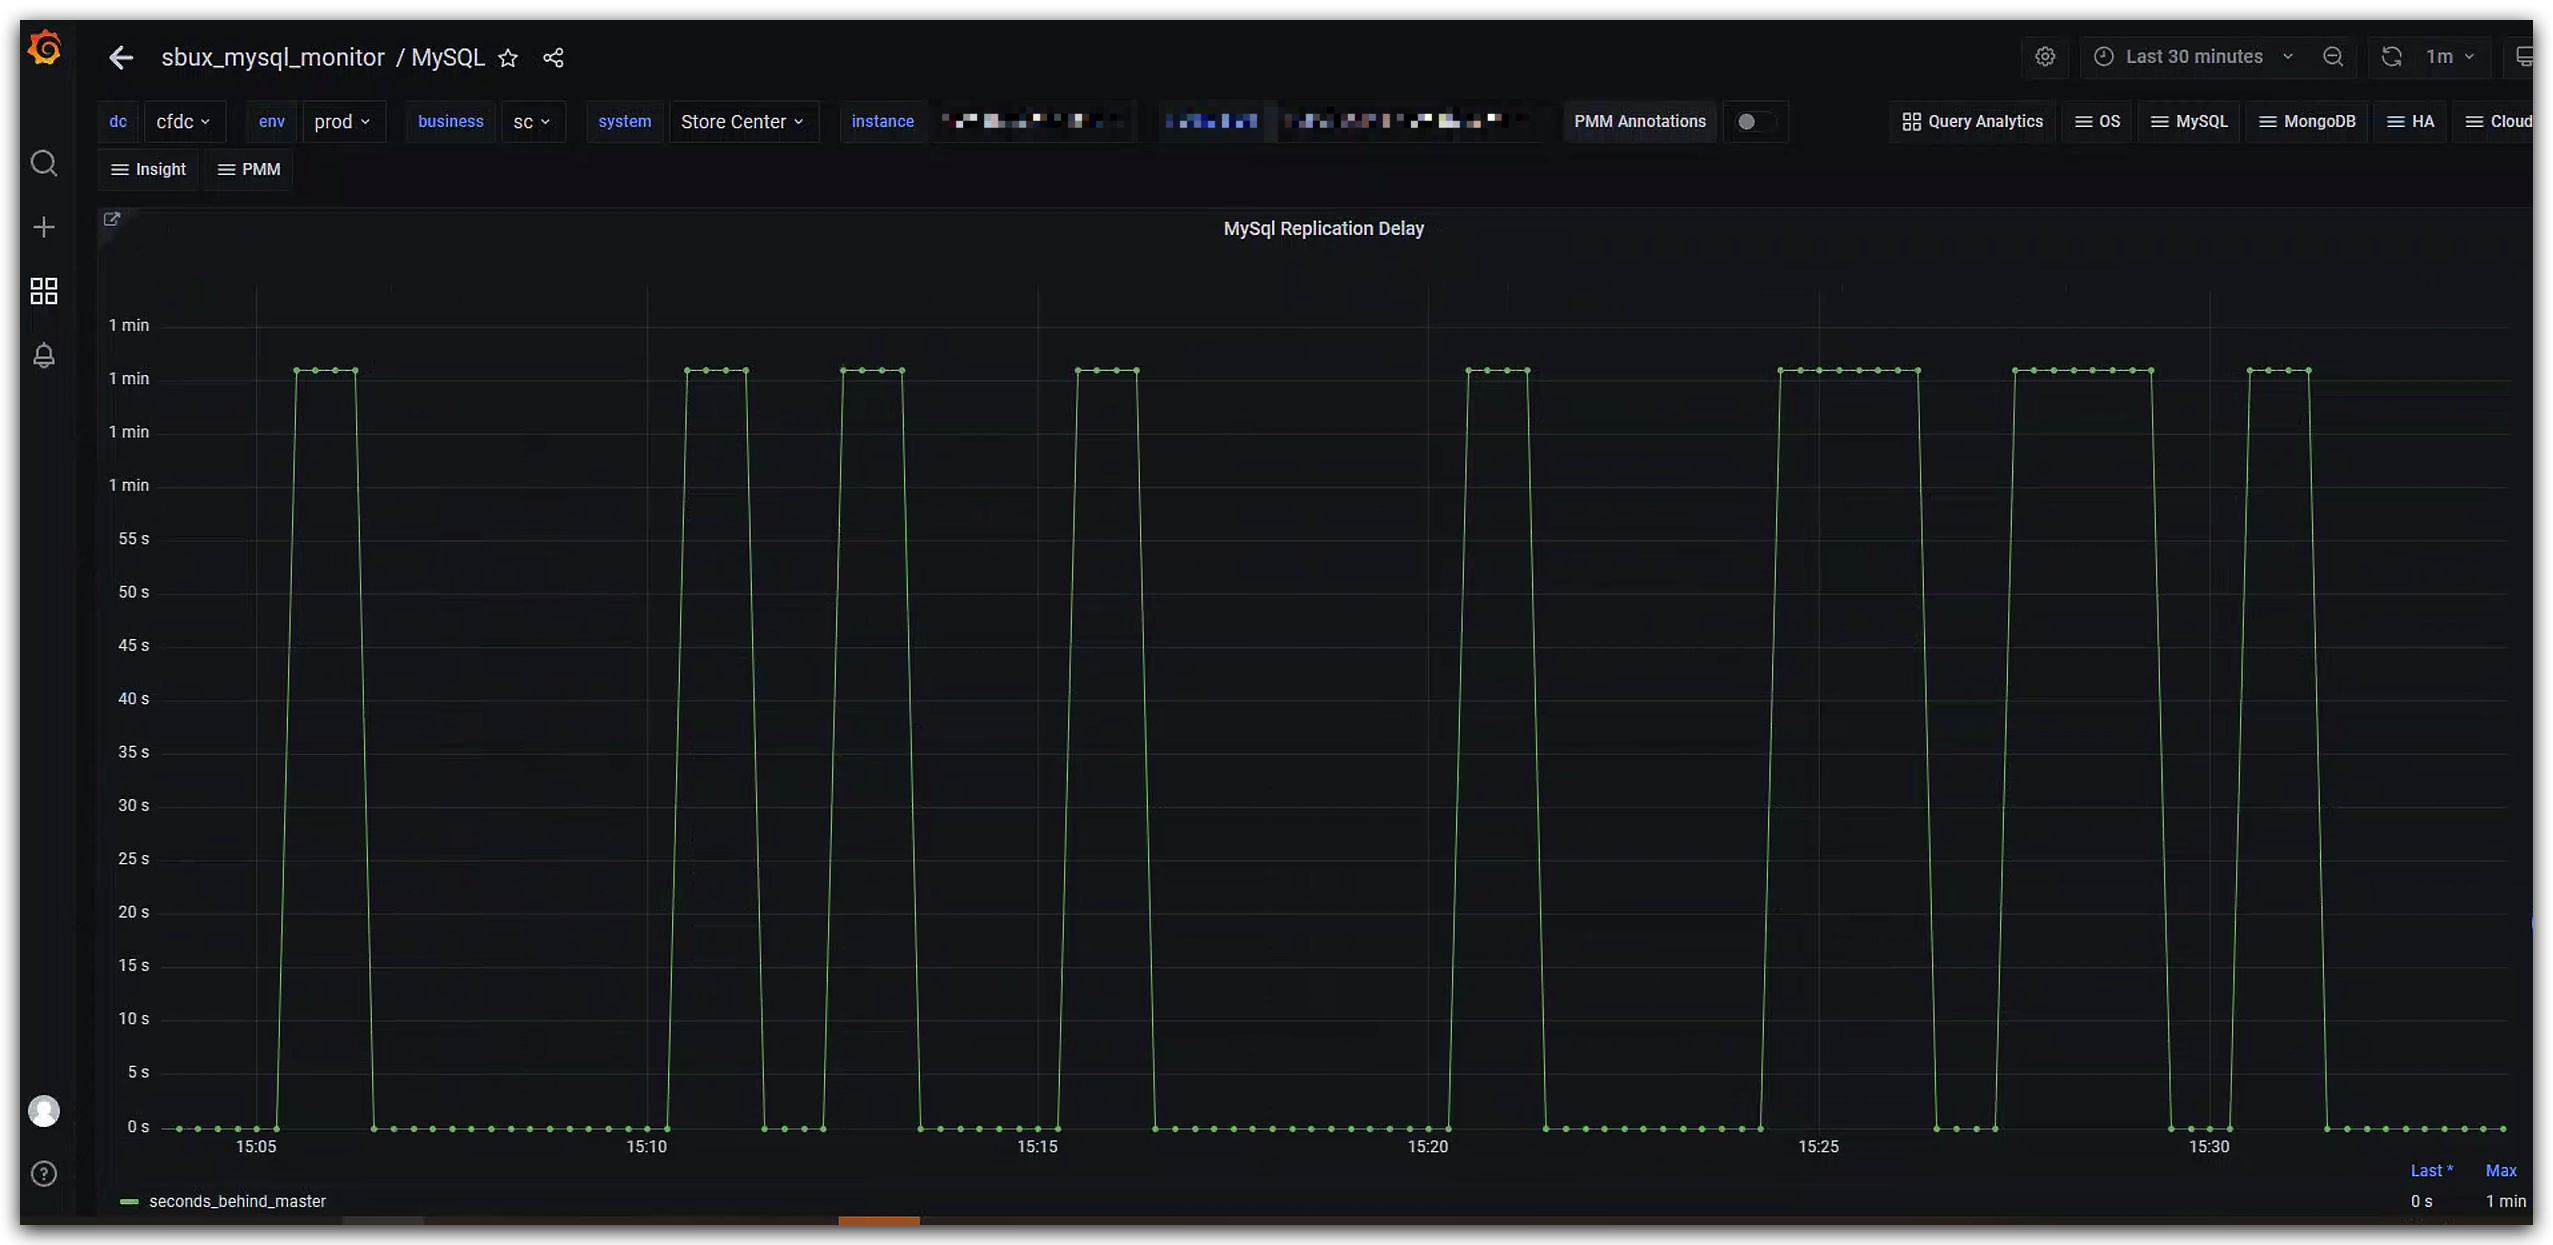 sbux_mysql_monitor / MySQL
Last 30 minutes
1m
dc cfdc env prod business sc system Store Center instance PMM Annotations Query Analytics OS MySQL MongoDB HA Cloud
Insight PMM
MySql Replication Delay
1 min
1 min
1 min
1 min
55 s
50 s
45 s
40 s
35 s
30 s
25 s
20 s
15 s
10 s
5 s
0 s
15:05 15:10 15:15 15:20 15:25 15:30
Last * Max
seconds_behind_master 0 s 1 min